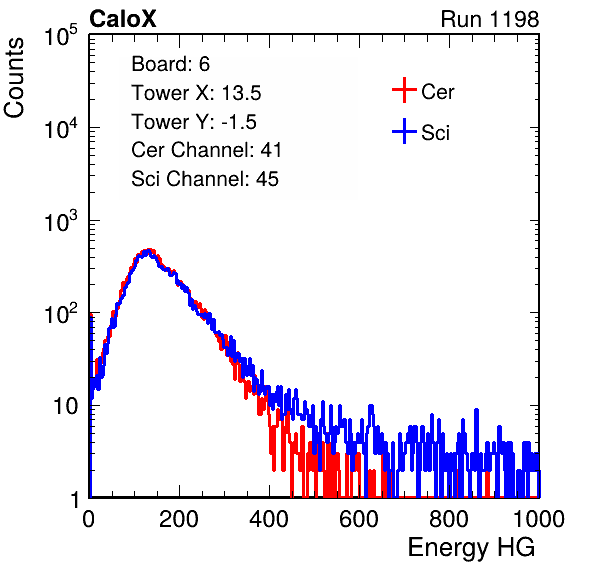 CaloX Run 1198
Counts
10^5
10^4
10^3
10^2
10
1
Board: 6
Tower X: 13.5
Tower Y: -1.5
Cer Channel: 41
Sci Channel: 45
Cer
Sci
0 200 400 600 800 1000
Energy HG